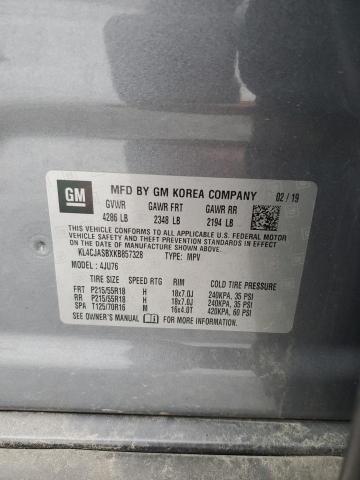 GM
MFD BY GM KOREA COMPANY 02/19
GVWR GAWR FRT GAWR RR
4286 LB 2348 LB 2194 LB
THIS VEHICLE CONFORMS TO ALL APPLICABLE U.S. FEDERAL MOTOR
VEHICLE SAFETY, BUMPER, AND THEFT PREVENTION STANDARDS IN
EFFECT ON THE DATE OF MANUFACTURE SHOWN ABOVE.
KL4CJASBXKB857328 TYPE: MPV
MODEL: 4JU76
TIRE SIZE SPEED RTG RIM COLD TIRE PRESSURE
FRT P215/55R18 H 18x7.0J 240KPA, 35 PSI
RR P215/55R18 H 18x7.0J 240KPA, 35 PSI
SPA T125/70R16 M 16x4.0T 420KPA, 60 PSI
SEE OWNER'S MANUAL FOR MORE INFORMATION